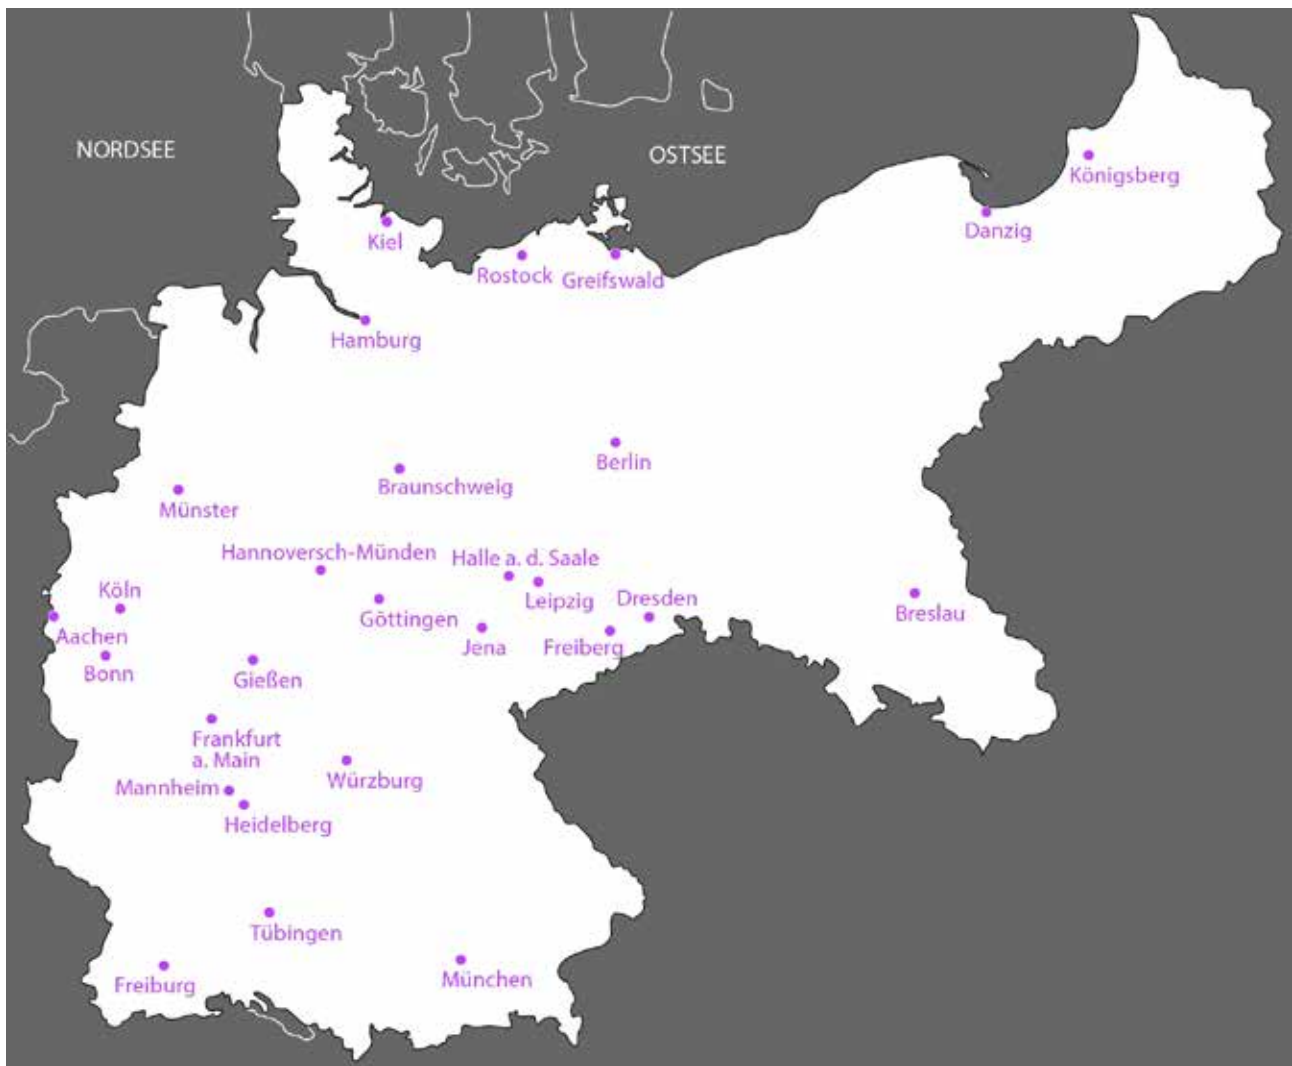 NORDSEE
OSTSEE
Königsberg
Danzig
Kiel
Rostock
Greifswald
Hamburg
Berlin
Braunschweig
Münster
Hannoversch-Münden
Halle a. d. Saale
Köln
Leipzig
Dresden
Breslau
Göttingen
Aachen
Jena
Freiberg
Bonn
Gießen
Frankfurt
a. Main
Würzburg
Mannheim
Heidelberg
Tübingen
München
Freiburg